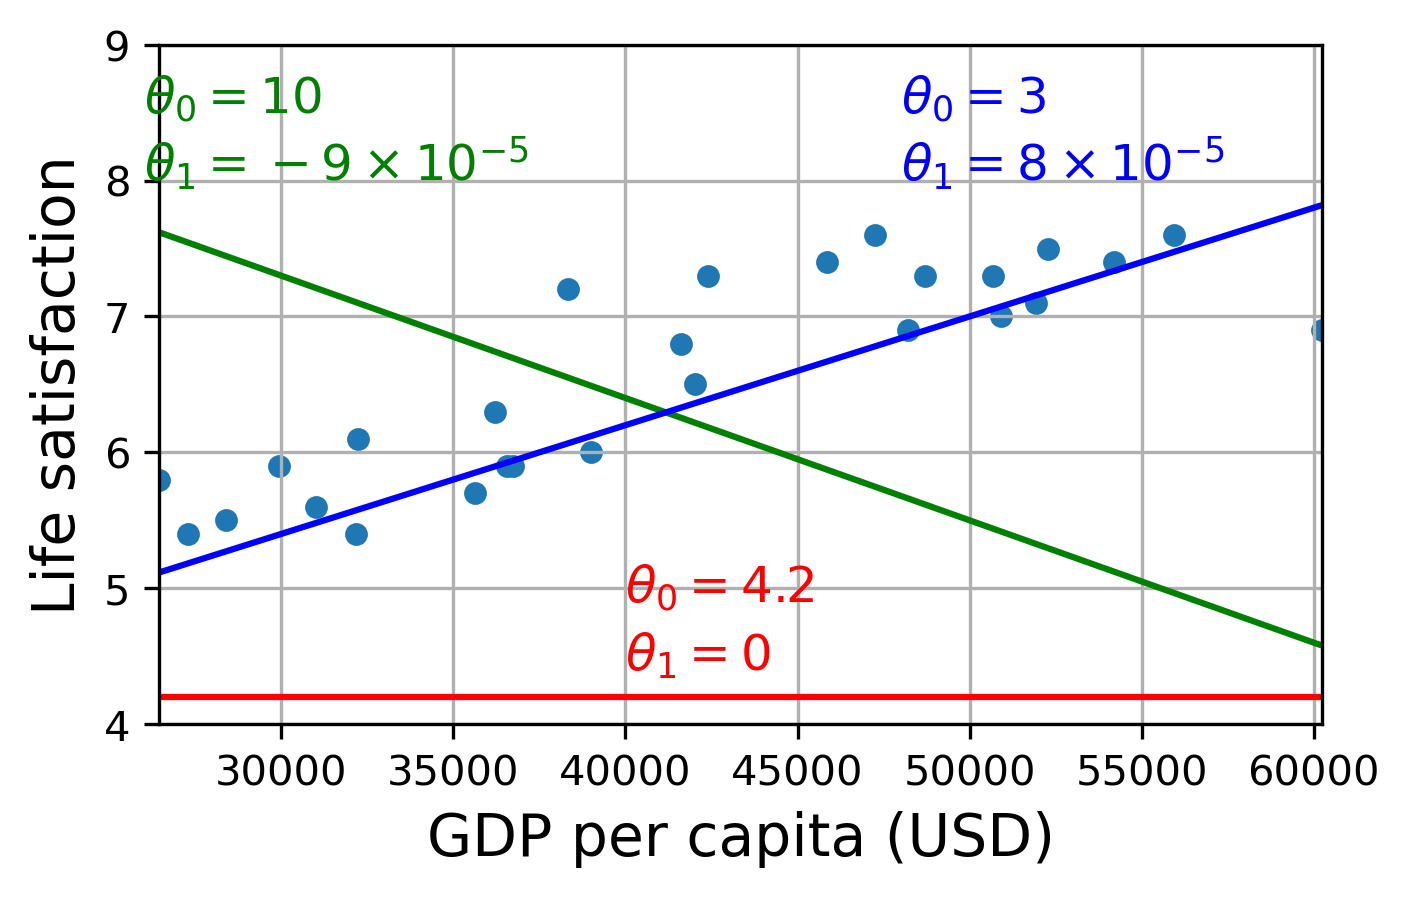 9
θ₀ = 10
θ₀ = 3
θ₁ = − 9 × 10⁻⁵
θ₁ = 8 × 10⁻⁵
8
7
6
5
θ₀ = 4.2
θ₁ = 0
4
Life satisfaction
30000 35000 40000 45000 50000 55000 60000
GDP per capita (USD)